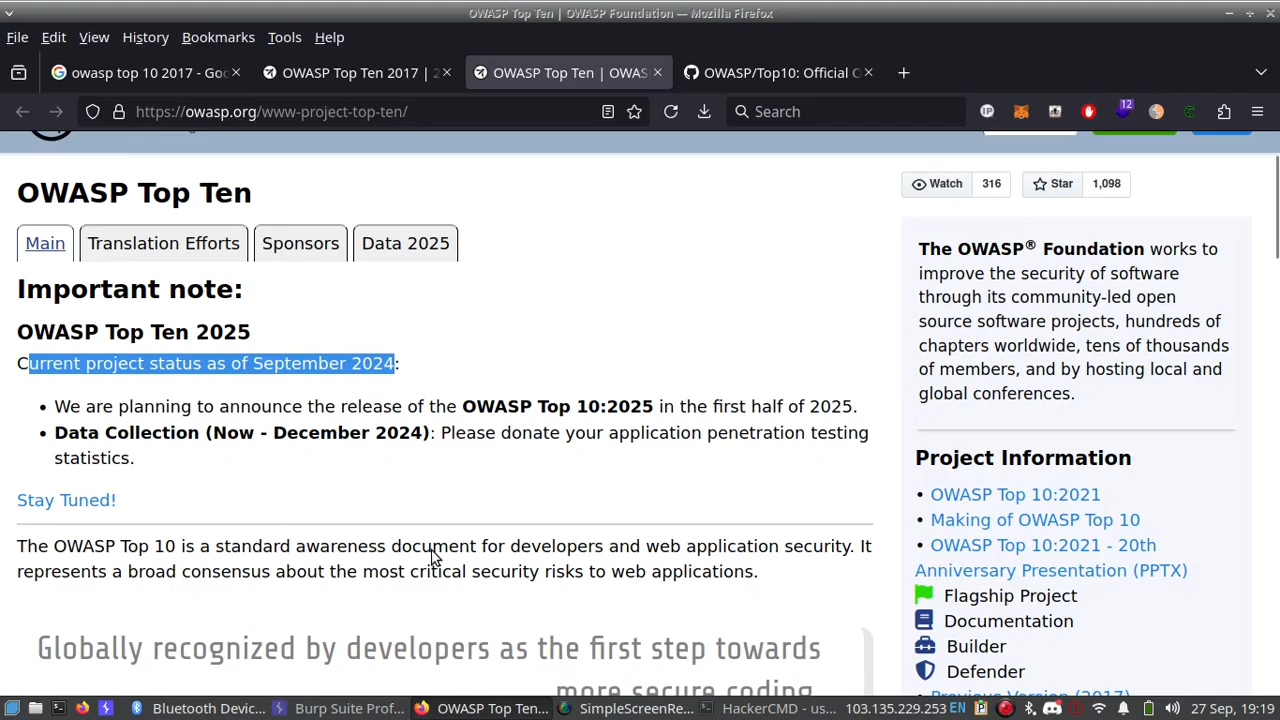 OWASP Top Ten | OWASP Foundation — Mozilla Firefox
File Edit View History Bookmarks Tools Help
owasp top 10 2017 - Goo
OWASP Top Ten 2017 | 2
OWASP Top Ten | OWAS
OWASP/Top10: Official O
https://owasp.org/www-project-top-ten/
Search
IP
12
OWASP Top Ten
Main
Translation Efforts
Sponsors
Data 2025
Important note:
OWASP Top Ten 2025
Current project status as of September 2024:
• We are planning to announce the release of the OWASP Top 10:2025 in the first half of 2025.
• Data Collection (Now - December 2024): Please donate your application penetration testing
statistics.
Stay Tuned!
The OWASP Top 10 is a standard awareness document for developers and web application security. It
represents a broad consensus about the most critical security risks to web applications.
Globally recognized by developers as the first step towards
more secure coding.
Watch 316
Star 1,098
The OWASP® Foundation works to
improve the security of software
through its community-led open
source software projects, hundreds of
chapters worldwide, tens of thousands
of members, and by hosting local and
global conferences.
Project Information
• OWASP Top 10:2021
• Making of OWASP Top 10
• OWASP Top 10:2021 - 20th
Anniversary Presentation (PPTX)
Flagship Project
Documentation
Builder
Defender
• Previous Version (2017)
Bluetooth Devic...
Burp Suite Prof...
OWASP Top Ten...
SimpleScreenRe...
HackerCMD - us...
103.135.229.253
EN
27 Sep, 19:19